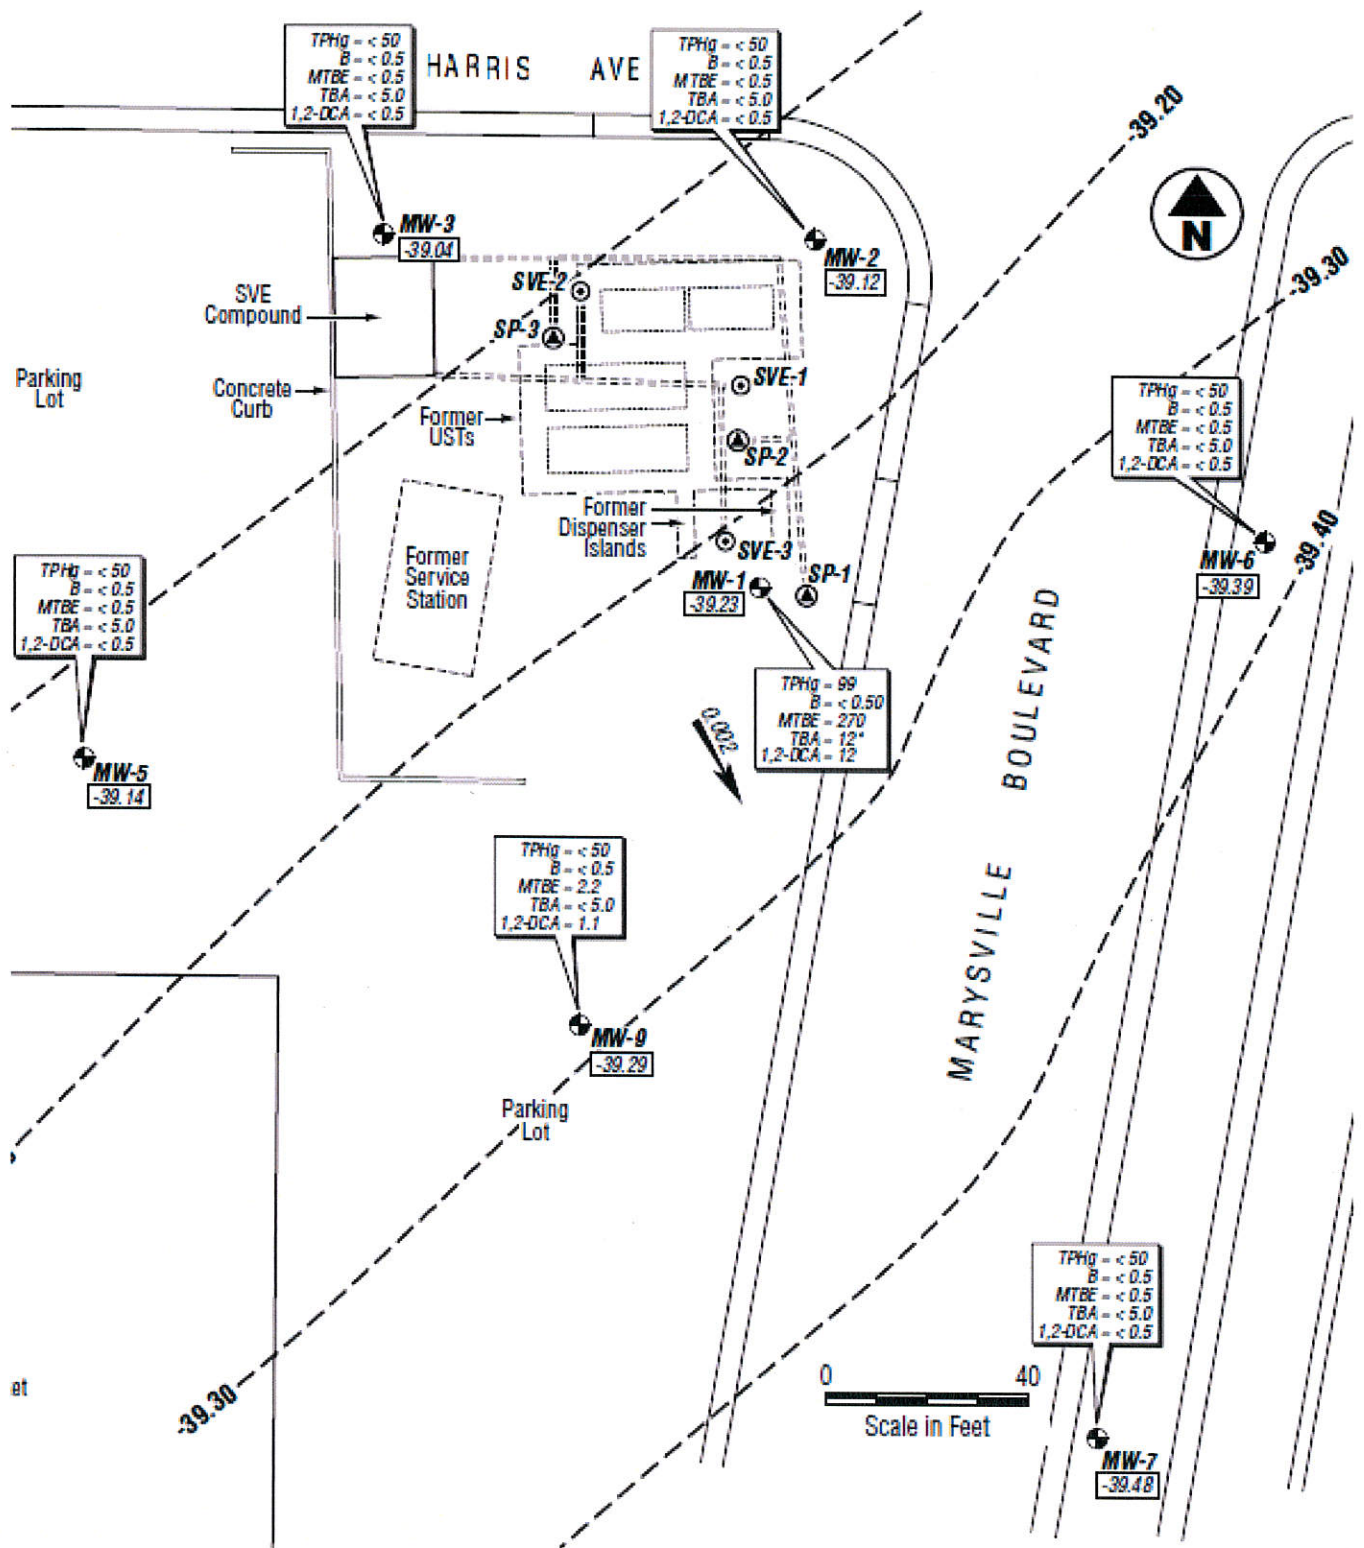 TPHg = < 50
B = < 0.5
MTBE = < 0.5
TBA = < 5.0
1,2-DCA = < 0.5
HARRIS AVE
TPHg = < 50
B = < 0.5
MTBE = < 0.5
TBA = < 5.0
1,2-DCA = < 0.5
-39.20
MW-3
-39.04
MW-2
-39.12
N
-39.30
SVE-2
SVE
Compound
SP-3
Parking
Lot
Concrete
Curb
SVE-1
Former
USTs
SP-2
TPHg = < 50
B = < 0.5
MTBE = < 0.5
TBA = < 5.0
1,2-DCA = < 0.5
Former
Dispenser
Islands
SVE-3
Former
Service
Station
MW-1
-39.23
SP-1
MW-6
-39.39
-39.40
TPHg = < 50
B = < 0.5
MTBE = < 0.5
TBA = < 5.0
1,2-DCA = < 0.5
TPHg = 99
B = < 0.50
MTBE = 270
TBA = 12*
1,2-DCA = 12
0.002
MW-5
-39.14
MARYSVILLE BOULEVARD
TPHg = < 50
B = < 0.5
MTBE = 2.2
TBA = < 5.0
1,2-DCA = 1.1
MW-9
-39.29
Parking
Lot
TPHg = < 50
B = < 0.5
MTBE = < 0.5
TBA = < 5.0
1,2-DCA = < 0.5
et
-39.30
0 40
Scale in Feet
MW-7
-39.48